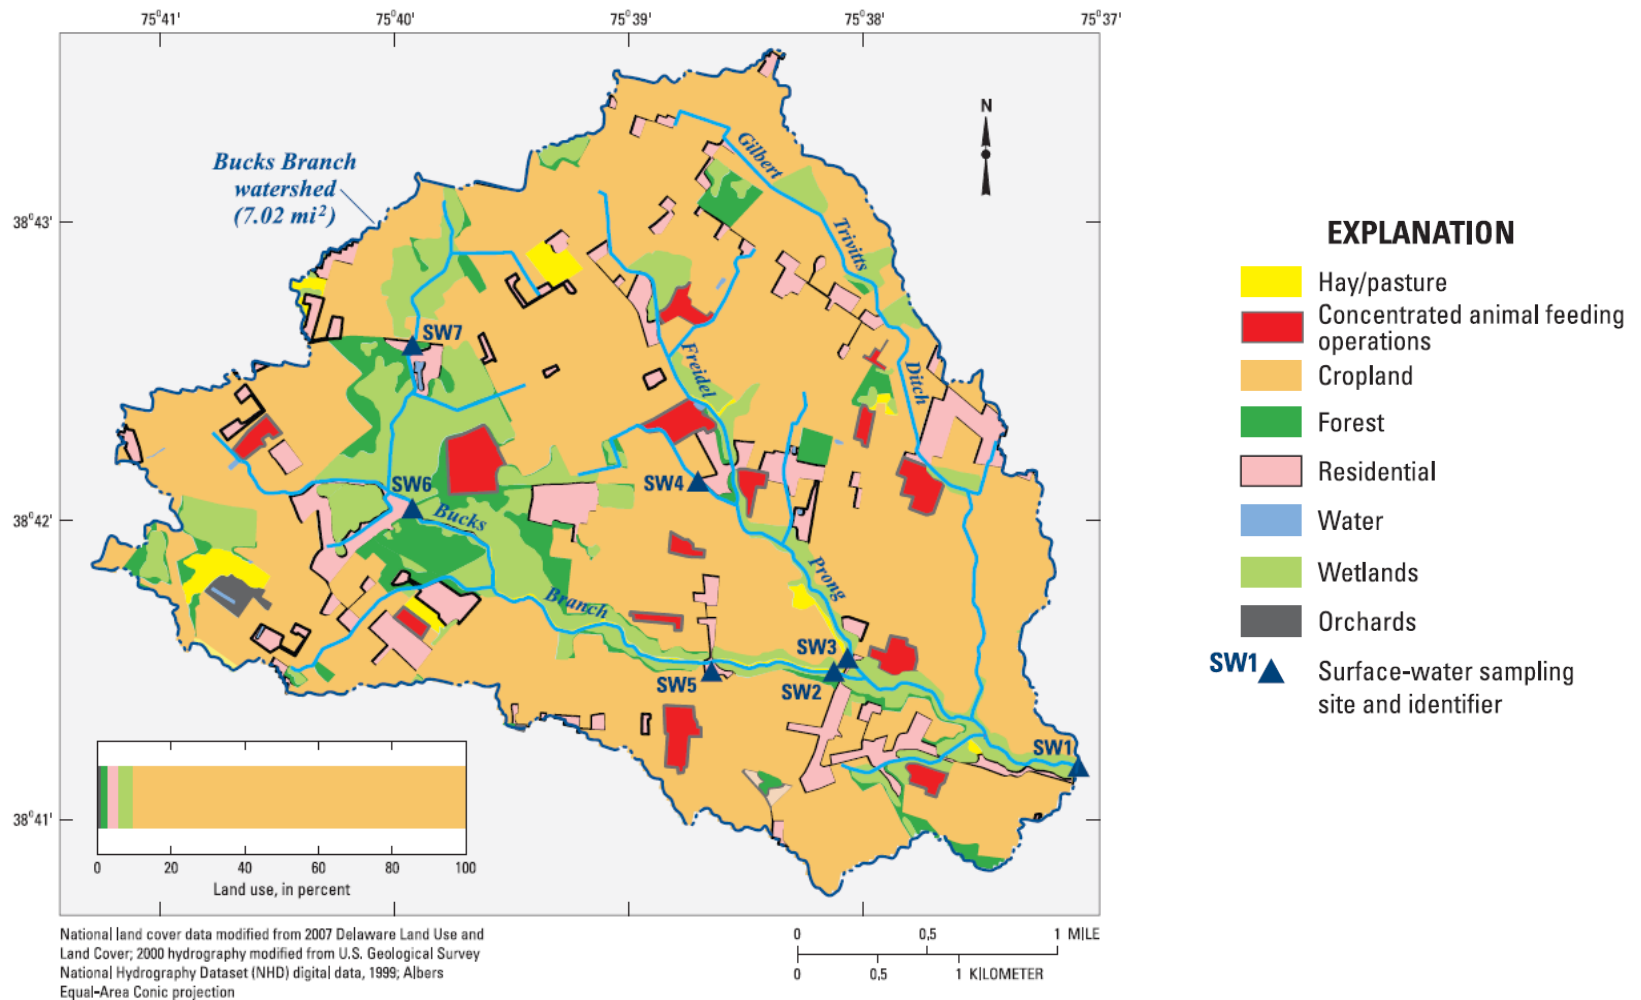 75°41'
75°40'
75°39'
75°38'
75°37'
38°43'
38°42'
38°41'
N
Bucks Branch
watershed
(7.02 mi²)
Gilbert
Trivitts
Ditch
Freidel
Prong
Bucks
Branch
SW7
SW6
SW4
SW5
SW3
SW2
SW1
0 20 40 60 80 100
Land use, in percent
EXPLANATION
Hay/pasture
Concentrated animal feeding
operations
Cropland
Forest
Residential
Water
Wetlands
Orchards
SW1 Surface-water sampling
site and identifier
National land cover data modified from 2007 Delaware Land Use and
Land Cover; 2000 hydrography modified from U.S. Geological Survey
National Hydrography Dataset (NHD) digital data, 1999; Albers
Equal-Area Conic projection
0 0.5 1 MILE
0 0.5 1 KILOMETER